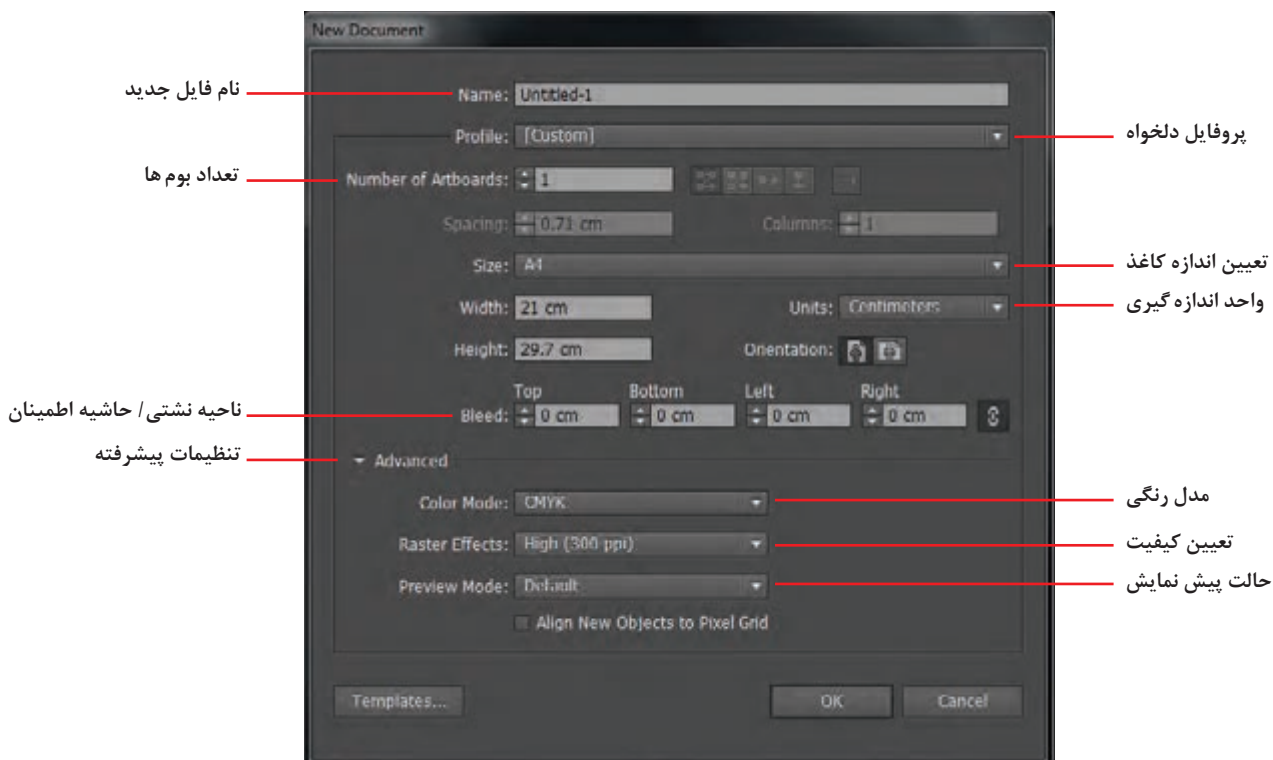 New Document
نام فایل جدید
Name: Untitled-1
Profile: [Custom]
پروفایل دلخواه
تعداد بوم ها
Number of Artboards: 1
Spacing: 0.71 cm
Columns: 1
Size: A4
تعیین اندازه کاغذ
Width: 21 cm
Units: Centimeters
واحد اندازه گیری
Height: 29.7 cm
Orientation:
Top Bottom Left Right
ناحیه نشتی/ حاشیه اطمینان
Bleed: 0 cm 0 cm 0 cm 0 cm
تنظیمات پیشرفته
Advanced
Color Mode: CMYK
مدل رنگی
Raster Effects: High (300 ppi)
تعیین کیفیت
Preview Mode: Default
حالت پیش نمایش
Align New Objects to Pixel Grid
Templates...
OK
Cancel